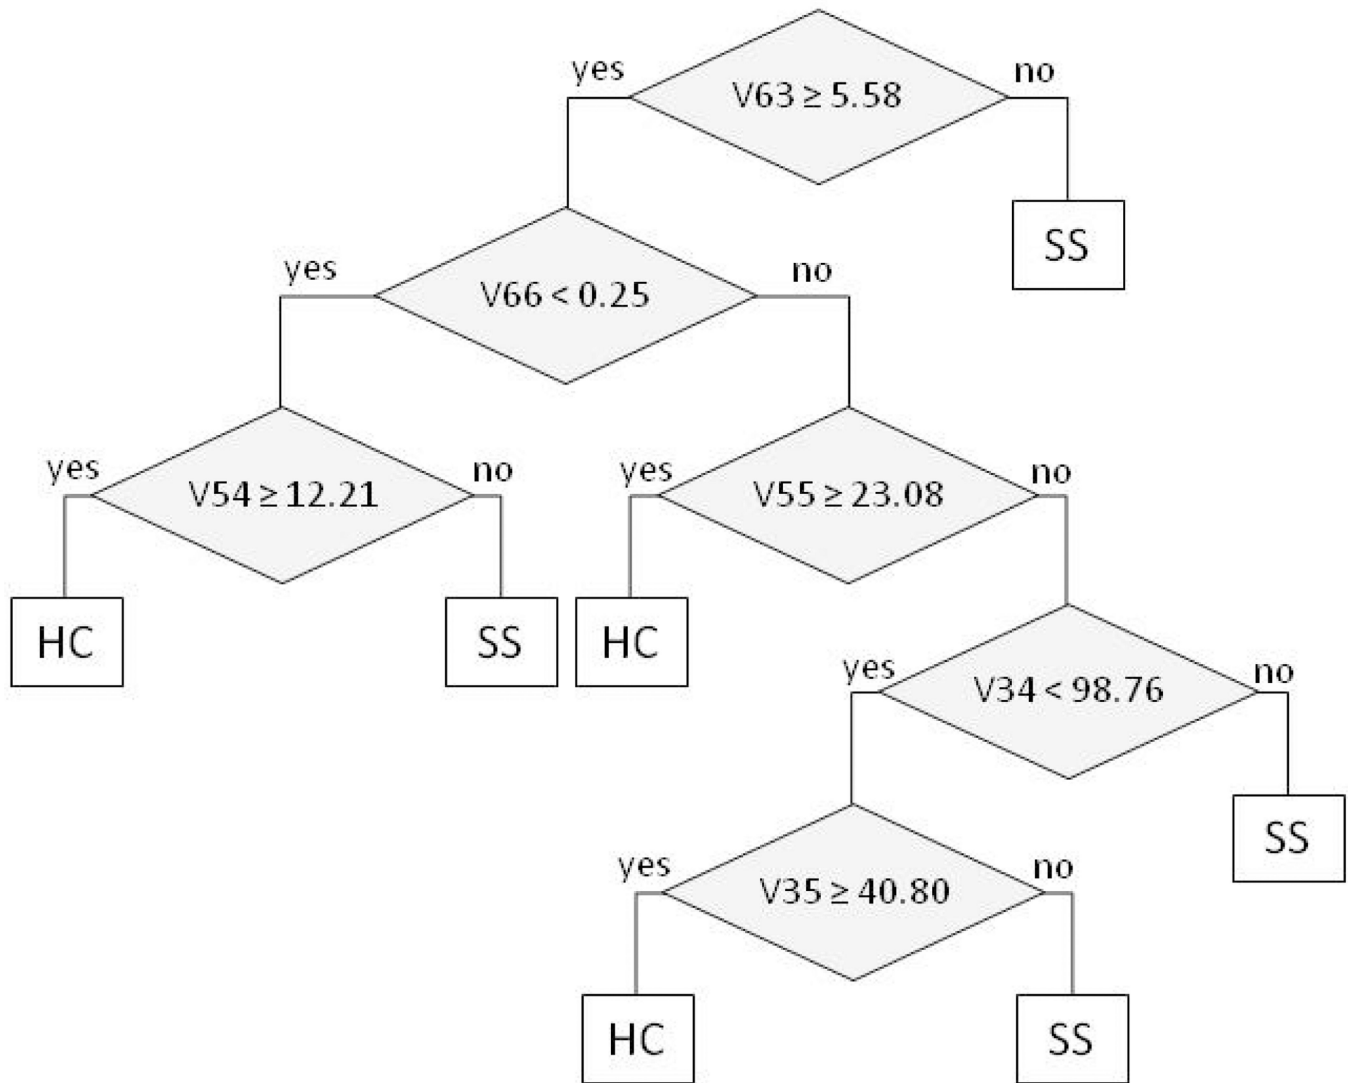 yes
V63 ≥ 5.58
no
SS
yes
V66 < 0.25
no
yes
V54 ≥ 12.21
no
yes
V55 ≥ 23.08
no
HC
SS
HC
yes
V34 < 98.76
no
SS
yes
V35 ≥ 40.80
no
HC
SS